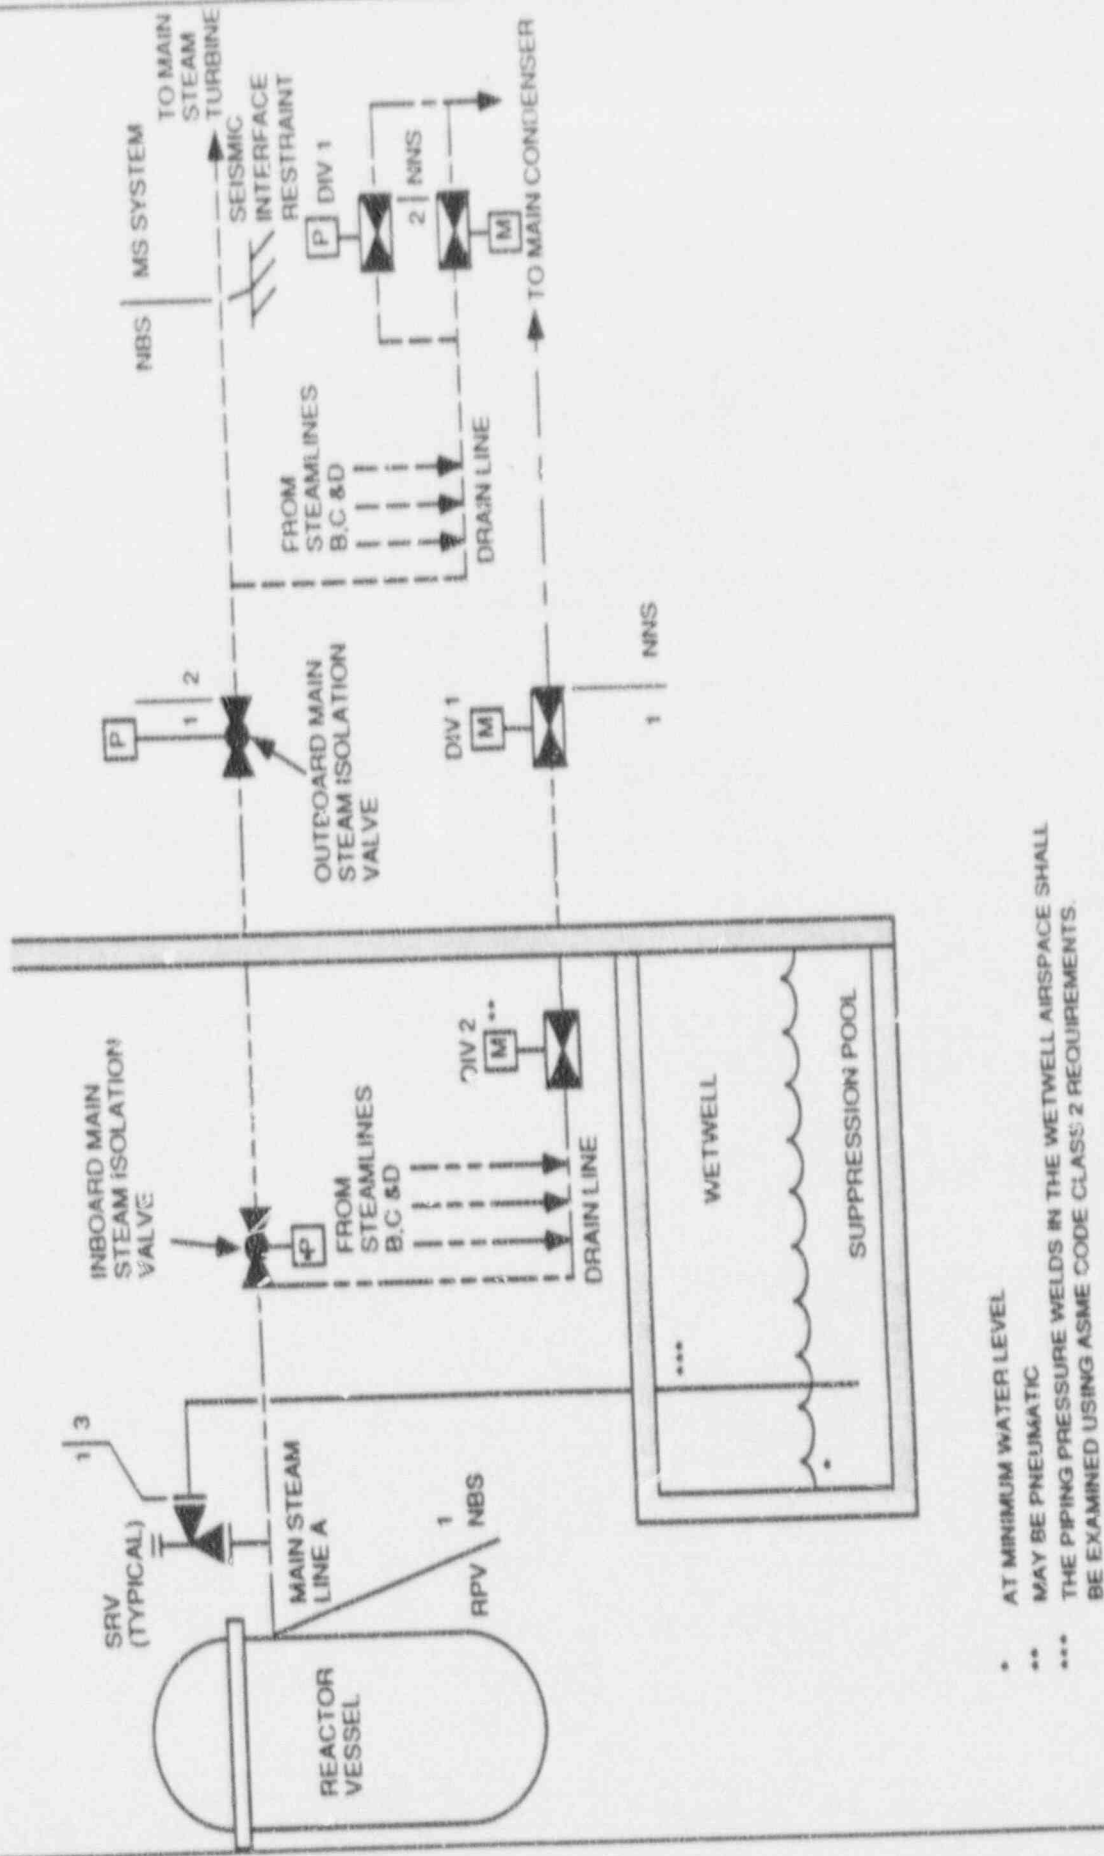 SRV
(TYPICAL)
1 3
INBOARD MAIN
STEAM ISOLATION
VALVE
P
1 2
NBS MS SYSTEM
TO MAIN
STEAM
TURBINE
SEISMIC
INTERFACE
RESTRAINT
OUTBOARD MAIN
STEAM ISOLATION
VALVE
MAIN STEAM
LINE A
P
FROM
STEAMLINES
B,C &D
DRAIN LINE
FROM
STEAMLINES
B,C &D
DRAIN LINE
P DIV 1
2 NNS
M
TO MAIN CONDENSER
REACTOR
VESSEL
1
RPV NBS
DIV 2
M **
DIV 1
M
1 NNS
***
WETWELL
*
SUPPRESSION POOL
* AT MINIMUM WATER LEVEL
** MAY BE PNEUMATIC
*** THE PIPING PRESSURE WELDS IN THE WETWELL AIRSPACE SHALL
BE EXAMINED USING ASME CODE CLASS 2 REQUIREMENTS.